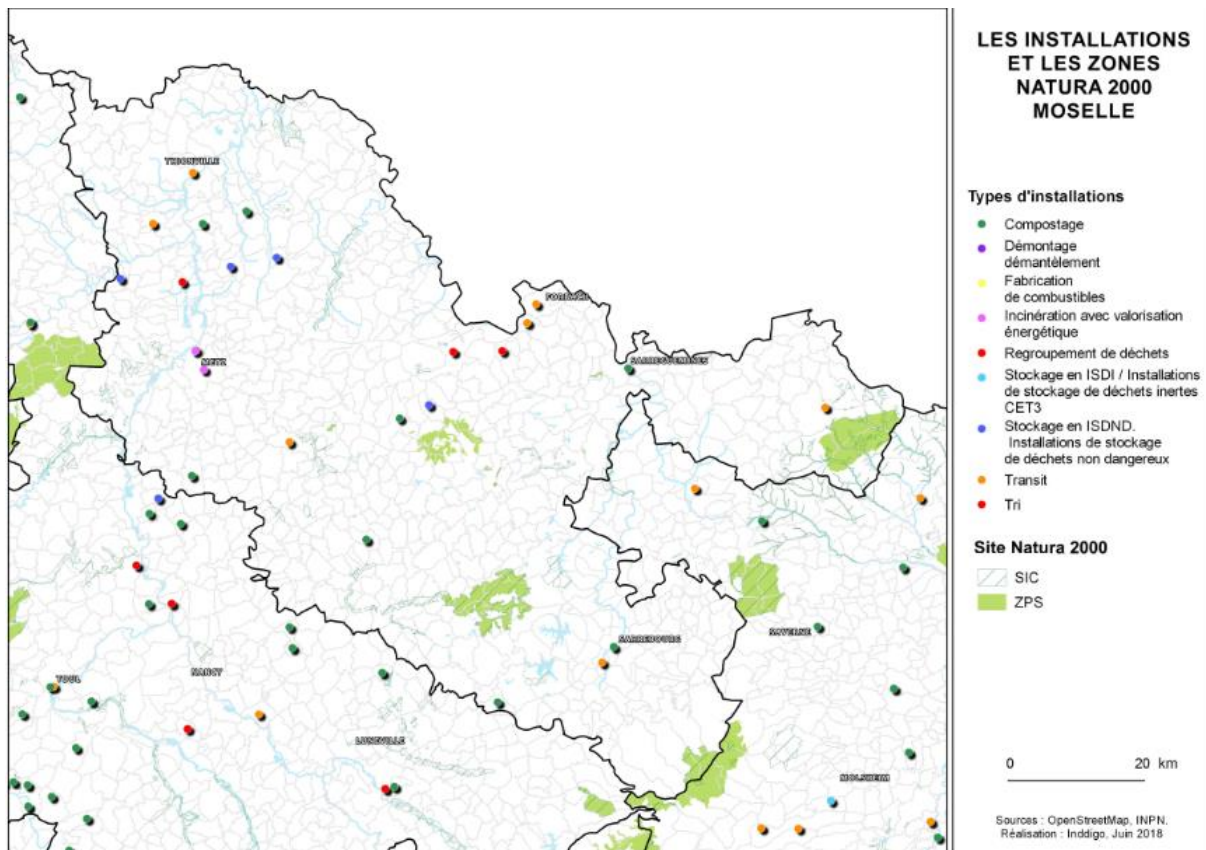 LES INSTALLATIONS
ET LES ZONES
NATURA 2000
MOSELLE
Types d'installations
Compostage
Démontage
démantèlement
Fabrication
de combustibles
Incinération avec valorisation
énergétique
Regroupement de déchets
Stockage en ISDI / Installations
de stockage de déchets inertes
CET3
Stockage en ISDND.
Installations de stockage
de déchets non dangereux
Transit
Tri
Site Natura 2000
SIC
ZPS
0 20 km
Sources : OpenStreetMap, INPN.
Réalisation : Inddigo, Juin 2018
THIONVILLE
FORBACH
METZ
SARREGUEMINES
SARREBOURG
SAVERNE
TOUL
NANCY
LUNEVILLE
MOLSHEIM